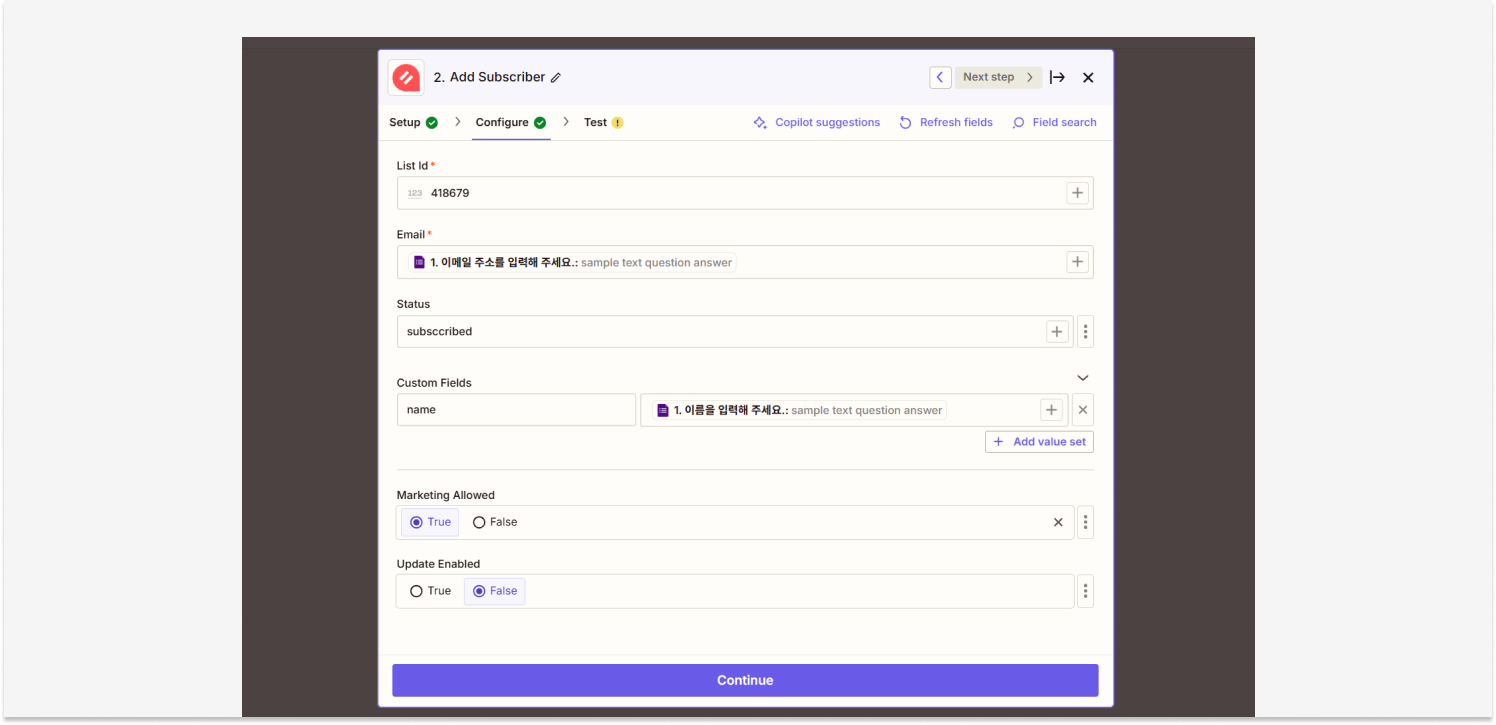 2. Add Subscriber
Next step
Setup
Configure
Test
Copilot suggestions
Refresh fields
Field search
List Id*
123 418679
Email*
1. 이메일 주소를 입력해 주세요.: sample text question answer
Status
subsccribed
Custom Fields
name
1. 이름을 입력해 주세요.: sample text question answer
+ Add value set
Marketing Allowed
True
False
Update Enabled
True
False
Continue